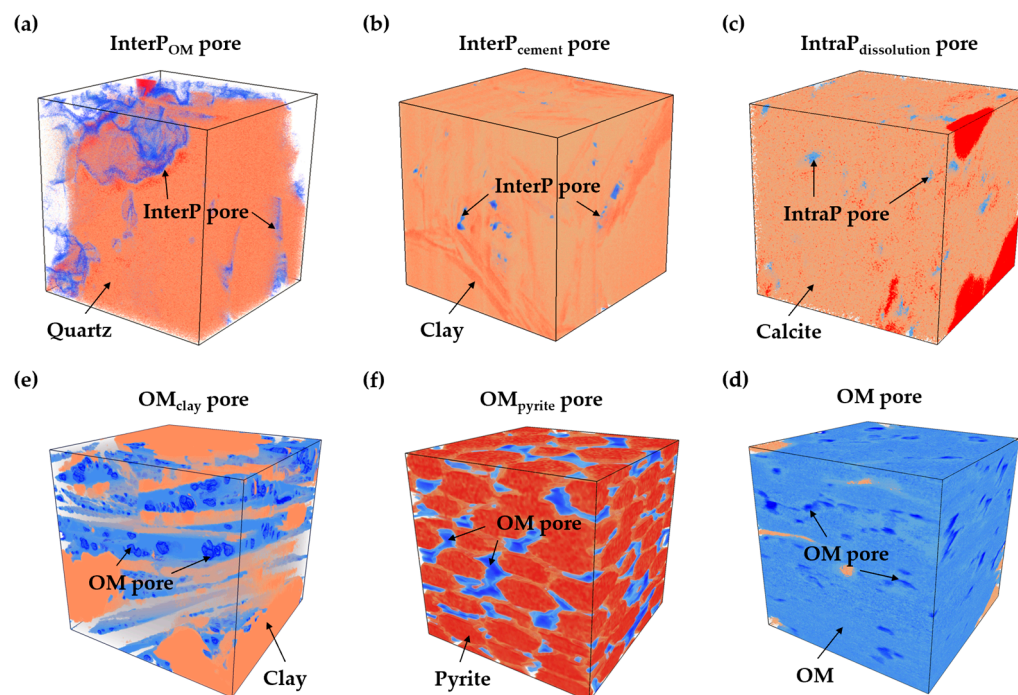 (a)
InterP_OM pore
InterP pore
Quartz
(b)
InterP_cement pore
InterP pore
Clay
(c)
IntraP_dissolution pore
IntraP pore
Calcite
(e)
OM_clay pore
OM pore
Clay
(f)
OM_pyrite pore
OM pore
Pyrite
(d)
OM pore
OM pore
OM